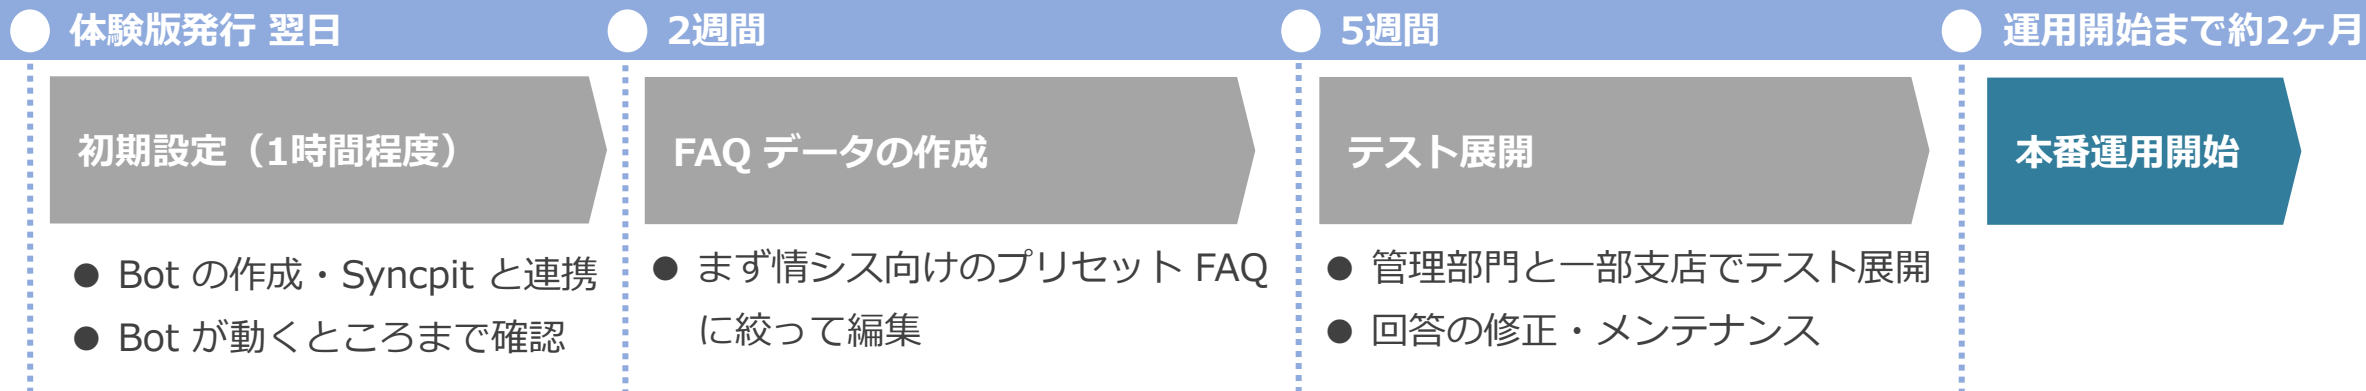 体験版発行 翌日
2週間
5週間
運用開始まで約2ヶ月
初期設定（1時間程度）
FAQ データの作成
テスト展開
本番運用開始
● Bot の作成・Syncpit と連携
● Bot が動くところまで確認
● まず情シス向けのプリセット FAQ
に絞って編集
● 管理部門と一部支店でテスト展開
● 回答の修正・メンテナンス